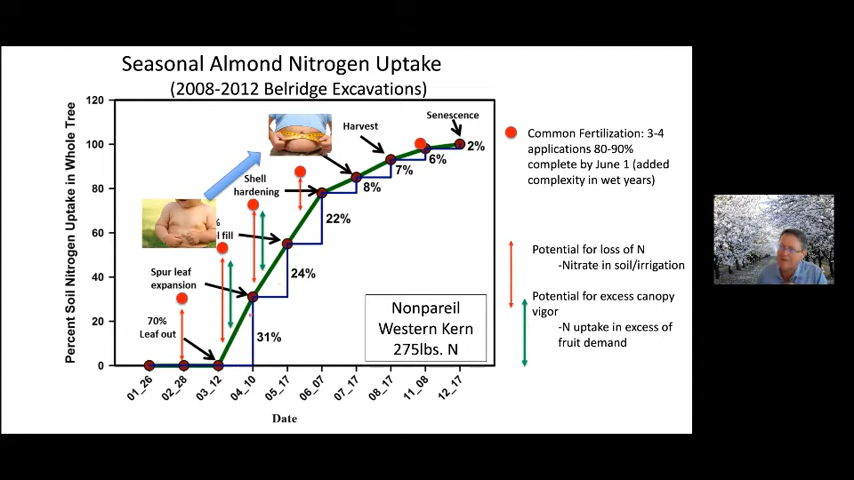 Seasonal Almond Nitrogen Uptake
(2008-2012 Belridge Excavations)
Percent Soil Nitrogen Uptake in Whole Tree
120
100
80
60
40
20
0
Senescence
Harvest
Shell
hardening
%
l fill
Spur leaf
expansion
70%
Leaf out
31%
24%
22%
8%
7%
6%
2%
Nonpareil
Western Kern
275lbs. N
01_26
02_28
03_12
04_10
05_17
06_07
07_17
08_17
11_08
12_17
Date
Common Fertilization: 3-4
applications 80-90%
complete by June 1 (added
complexity in wet years)
Potential for loss of N
-Nitrate in soil/irrigation
Potential for excess canopy
vigor
-N uptake in excess of
fruit demand